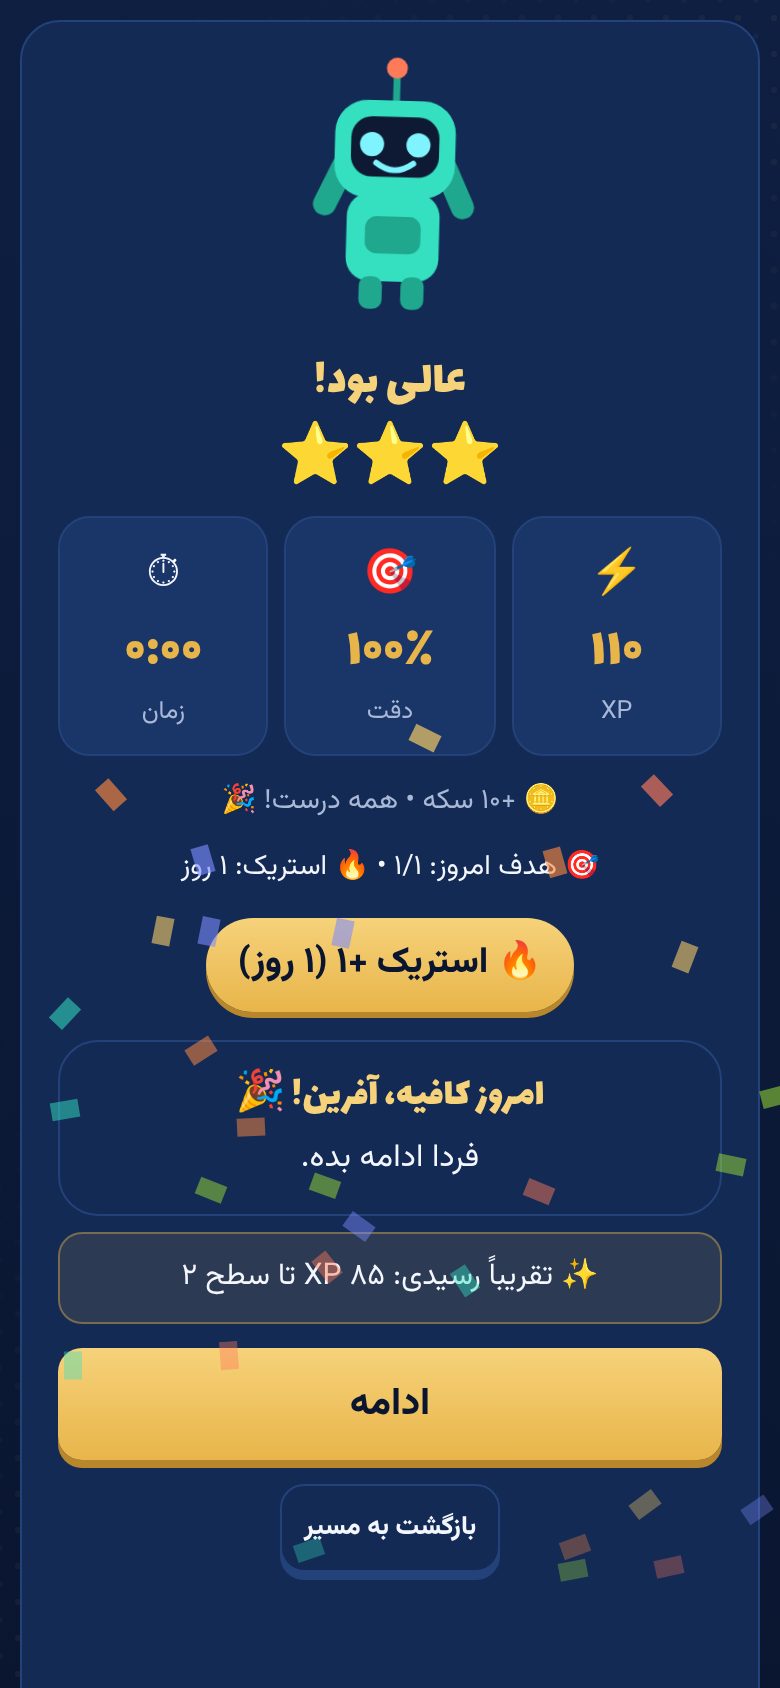 عالی بود!
۱۱۰
XP
۱۰۰٪
دقت
۰:۰۰
زمان
+۱۰ سکه • همه درست!
هدف امروز: ۱/۱ • استریک: ۱ روز
استریک +۱ (۱ روز)
امروز کافیه، آفرین!
فردا ادامه بده.
تقریباً رسیدی: ۸۵ XP تا سطح ۲
ادامه
بازگشت به مسیر